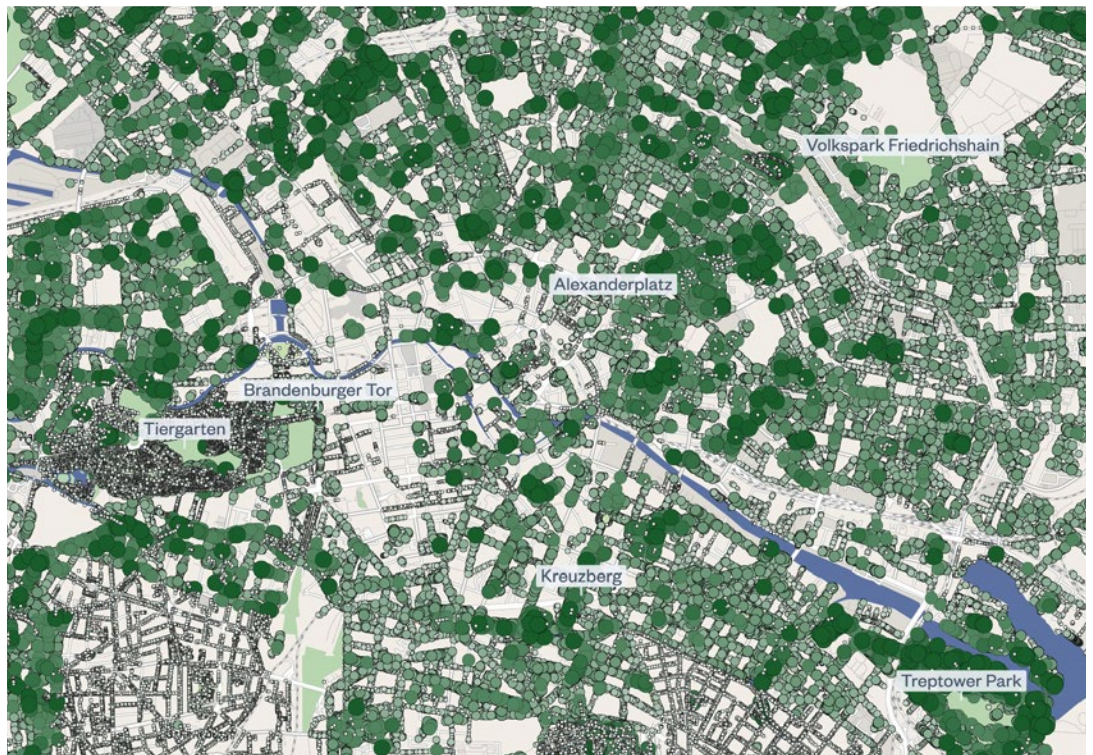 Volkspark Friedrichshain
Alexanderplatz
Brandenburger Tor
Tiergarten
Kreuzberg
Treptower Park